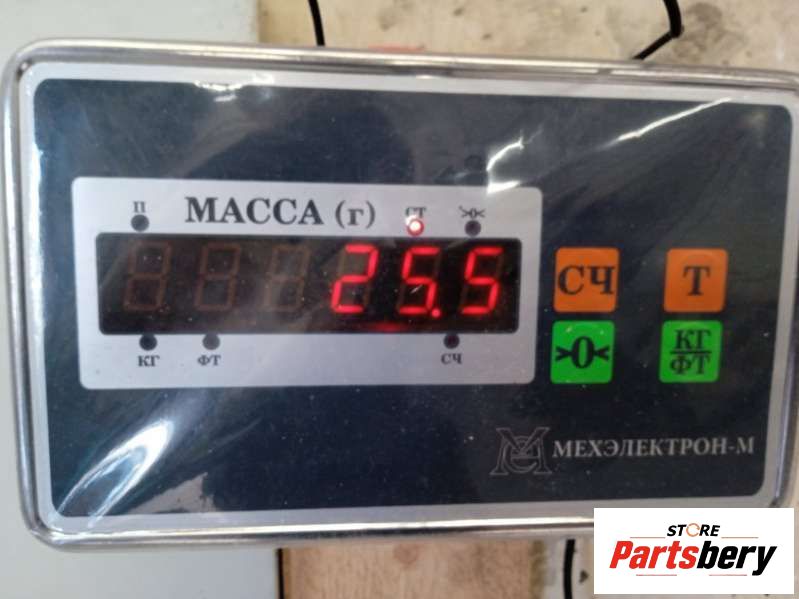 П МАССА (г) СТ >0<
25.5
КГ ФТ СЧ
СЧ Т
>0< КГ/ФТ
МЕХЭЛЕКТРОН-М
STORE
Partsbery